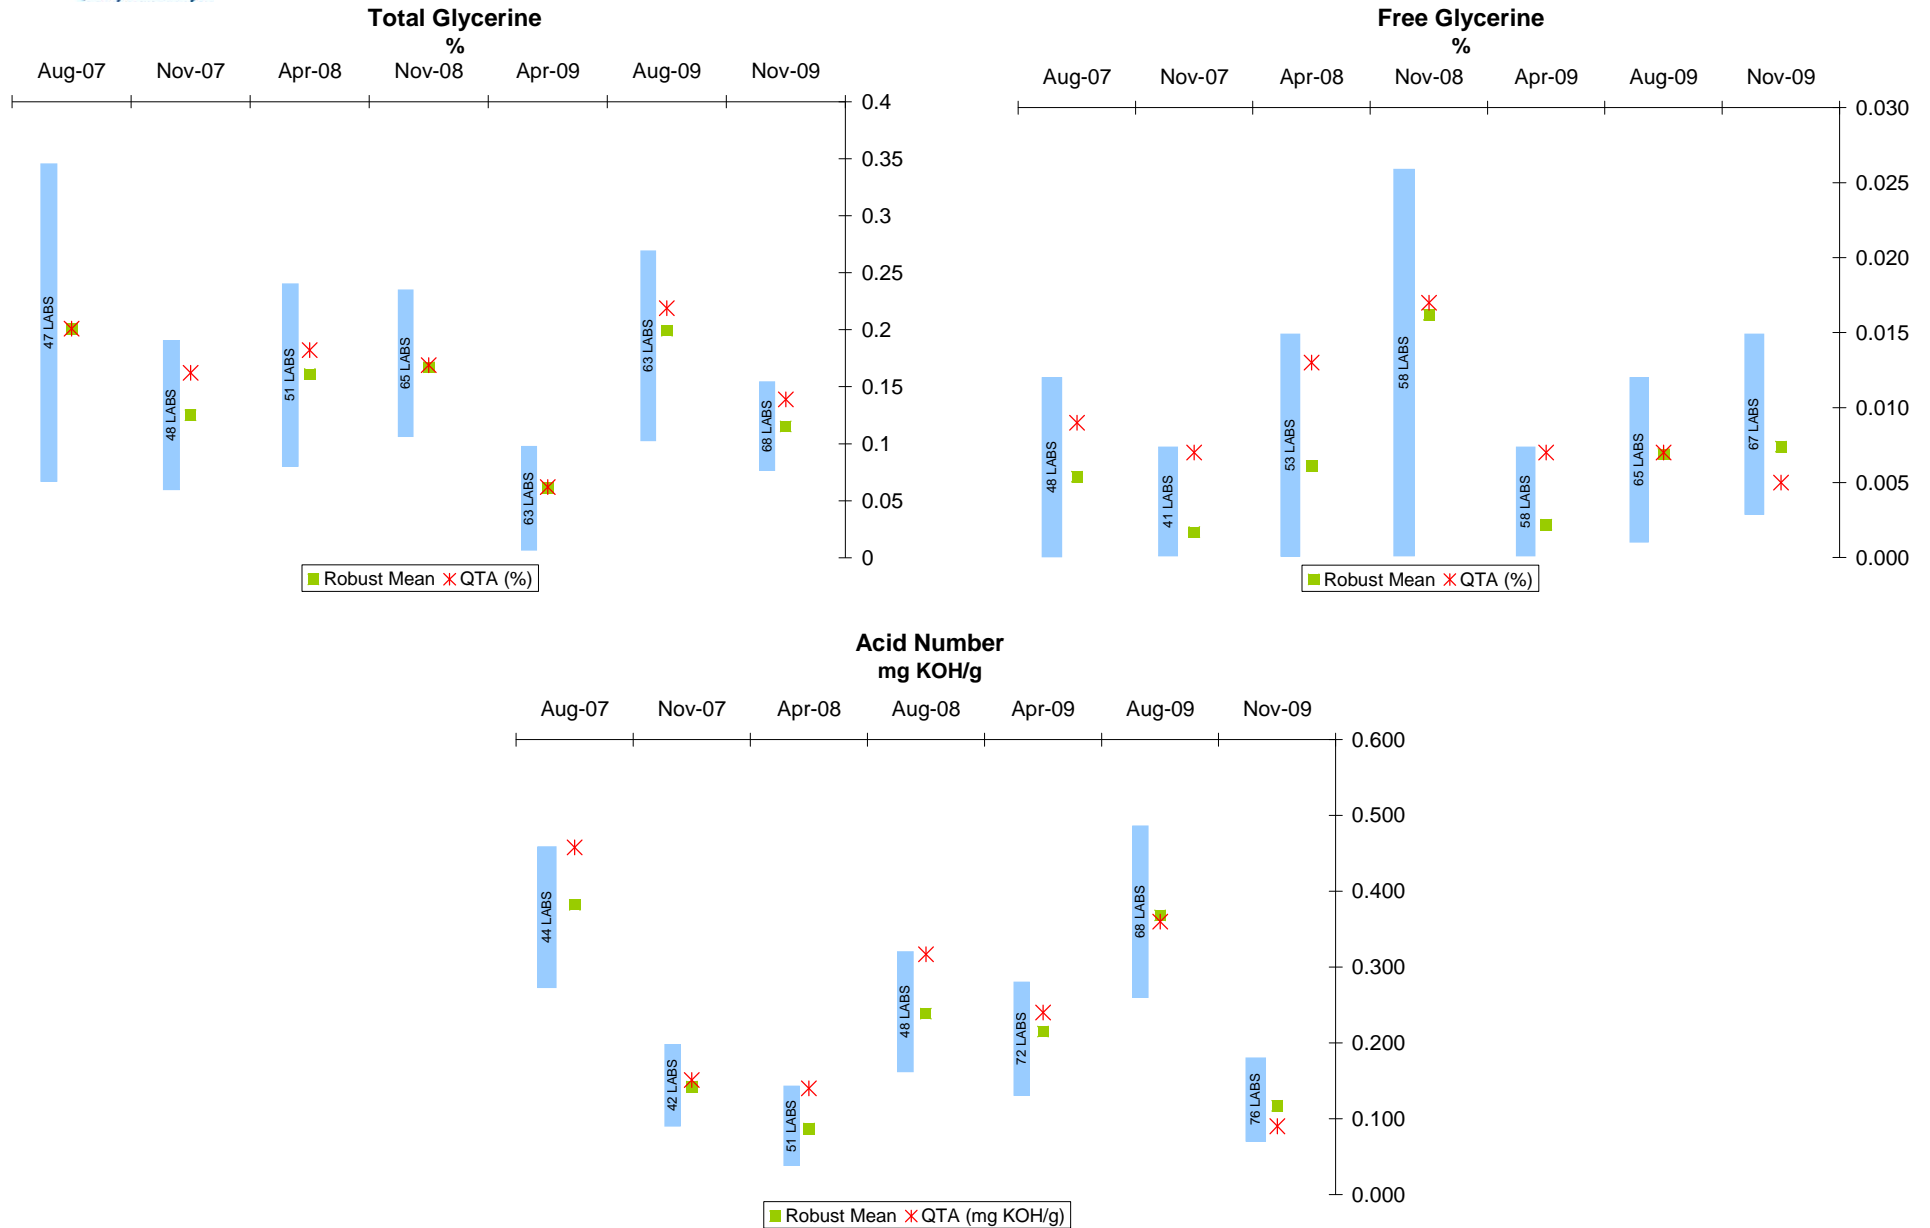 Total Glycerine
%
Aug-07 Nov-07 Apr-08 Nov-08 Apr-09 Aug-09 Nov-09
0.4
0.35
0.3
0.25
0.2
0.15
0.1
0.05
0
47 LABS
48 LABS
51 LABS
65 LABS
63 LABS
63 LABS
68 LABS
Robust Mean QTA (%)
Free Glycerine
%
Aug-07 Nov-07 Apr-08 Nov-08 Apr-09 Aug-09 Nov-09
0.030
0.025
0.020
0.015
0.010
0.005
0.000
48 LABS
41 LABS
53 LABS
58 LABS
58 LABS
65 LABS
67 LABS
Robust Mean QTA (%)
Acid Number
mg KOH/g
Aug-07 Nov-07 Apr-08 Aug-08 Apr-09 Aug-09 Nov-09
0.600
0.500
0.400
0.300
0.200
0.100
0.000
44 LABS
42 LABS
51 LABS
48 LABS
72 LABS
68 LABS
76 LABS
Robust Mean QTA (mg KOH/g)